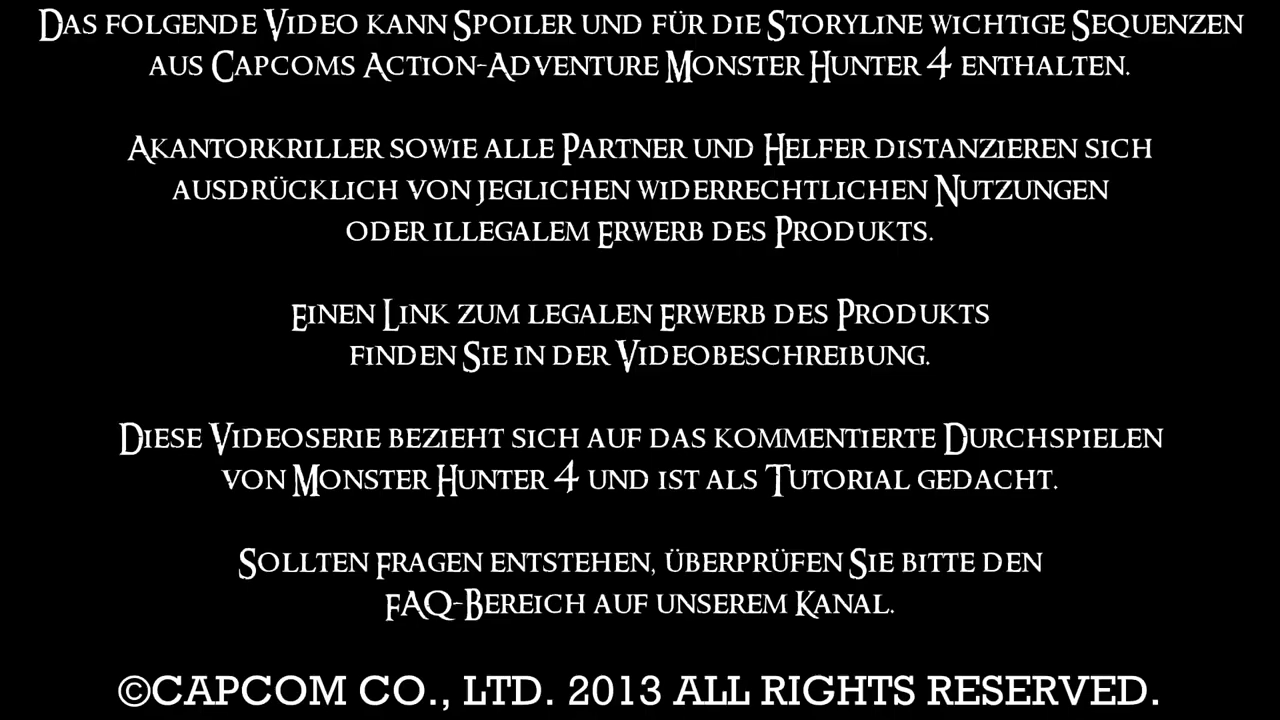 Das folgende Video kann Spoiler und für die Storyline wichtige Sequenzen
aus Capcoms Action-Adventure Monster Hunter 4 enthalten.
Akantorkriller sowie alle Partner und Helfer distanzieren sich
ausdrücklich von jeglichen widerrechtlichen Nutzungen
oder illegalem Erwerb des Produkts.
Einen Link zum legalen Erwerb des Produkts
finden Sie in der Videobeschreibung.
Diese Videoserie bezieht sich auf das kommentierte Durchspielen
von Monster Hunter 4 und ist als Tutorial gedacht.
Sollten Fragen entstehen, überprüfen Sie bitte den
FAQ-Bereich auf unserem Kanal.
©CAPCOM CO., LTD. 2013 ALL RIGHTS RESERVED.